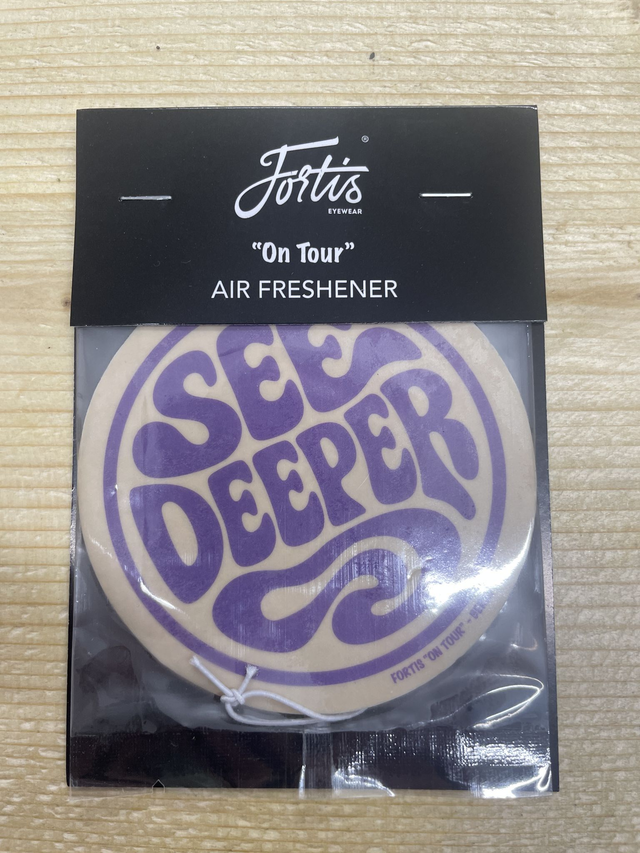 Fortis®
EYEWEAR
“On Tour”
AIR FRESHENER
SEE
DEEPER
FORTIS "ON TOUR" -